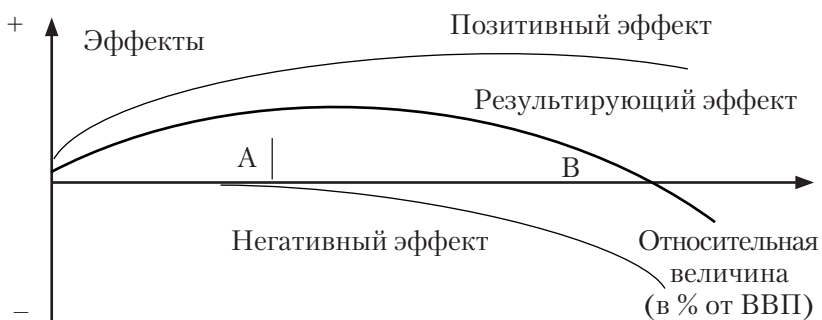 +
Эффекты
Позитивный эффект
Результирующий эффект
А
В
Негативный эффект
Относительная
величина
(в % от ВВП)
–